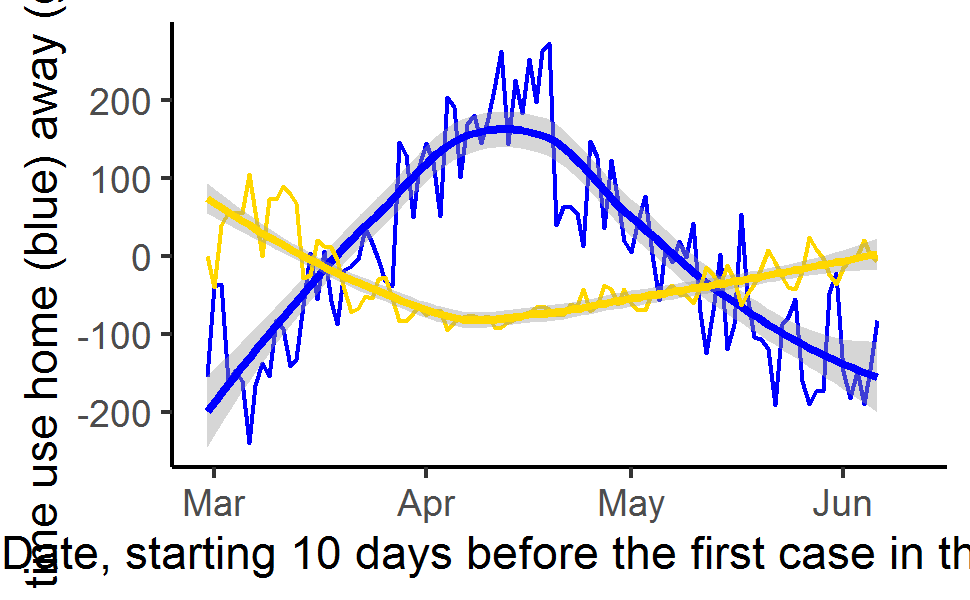 time use home (blue) away (
200
100
0
-100
-200
Mar Apr May Jun
Date, starting 10 days before the first case in th